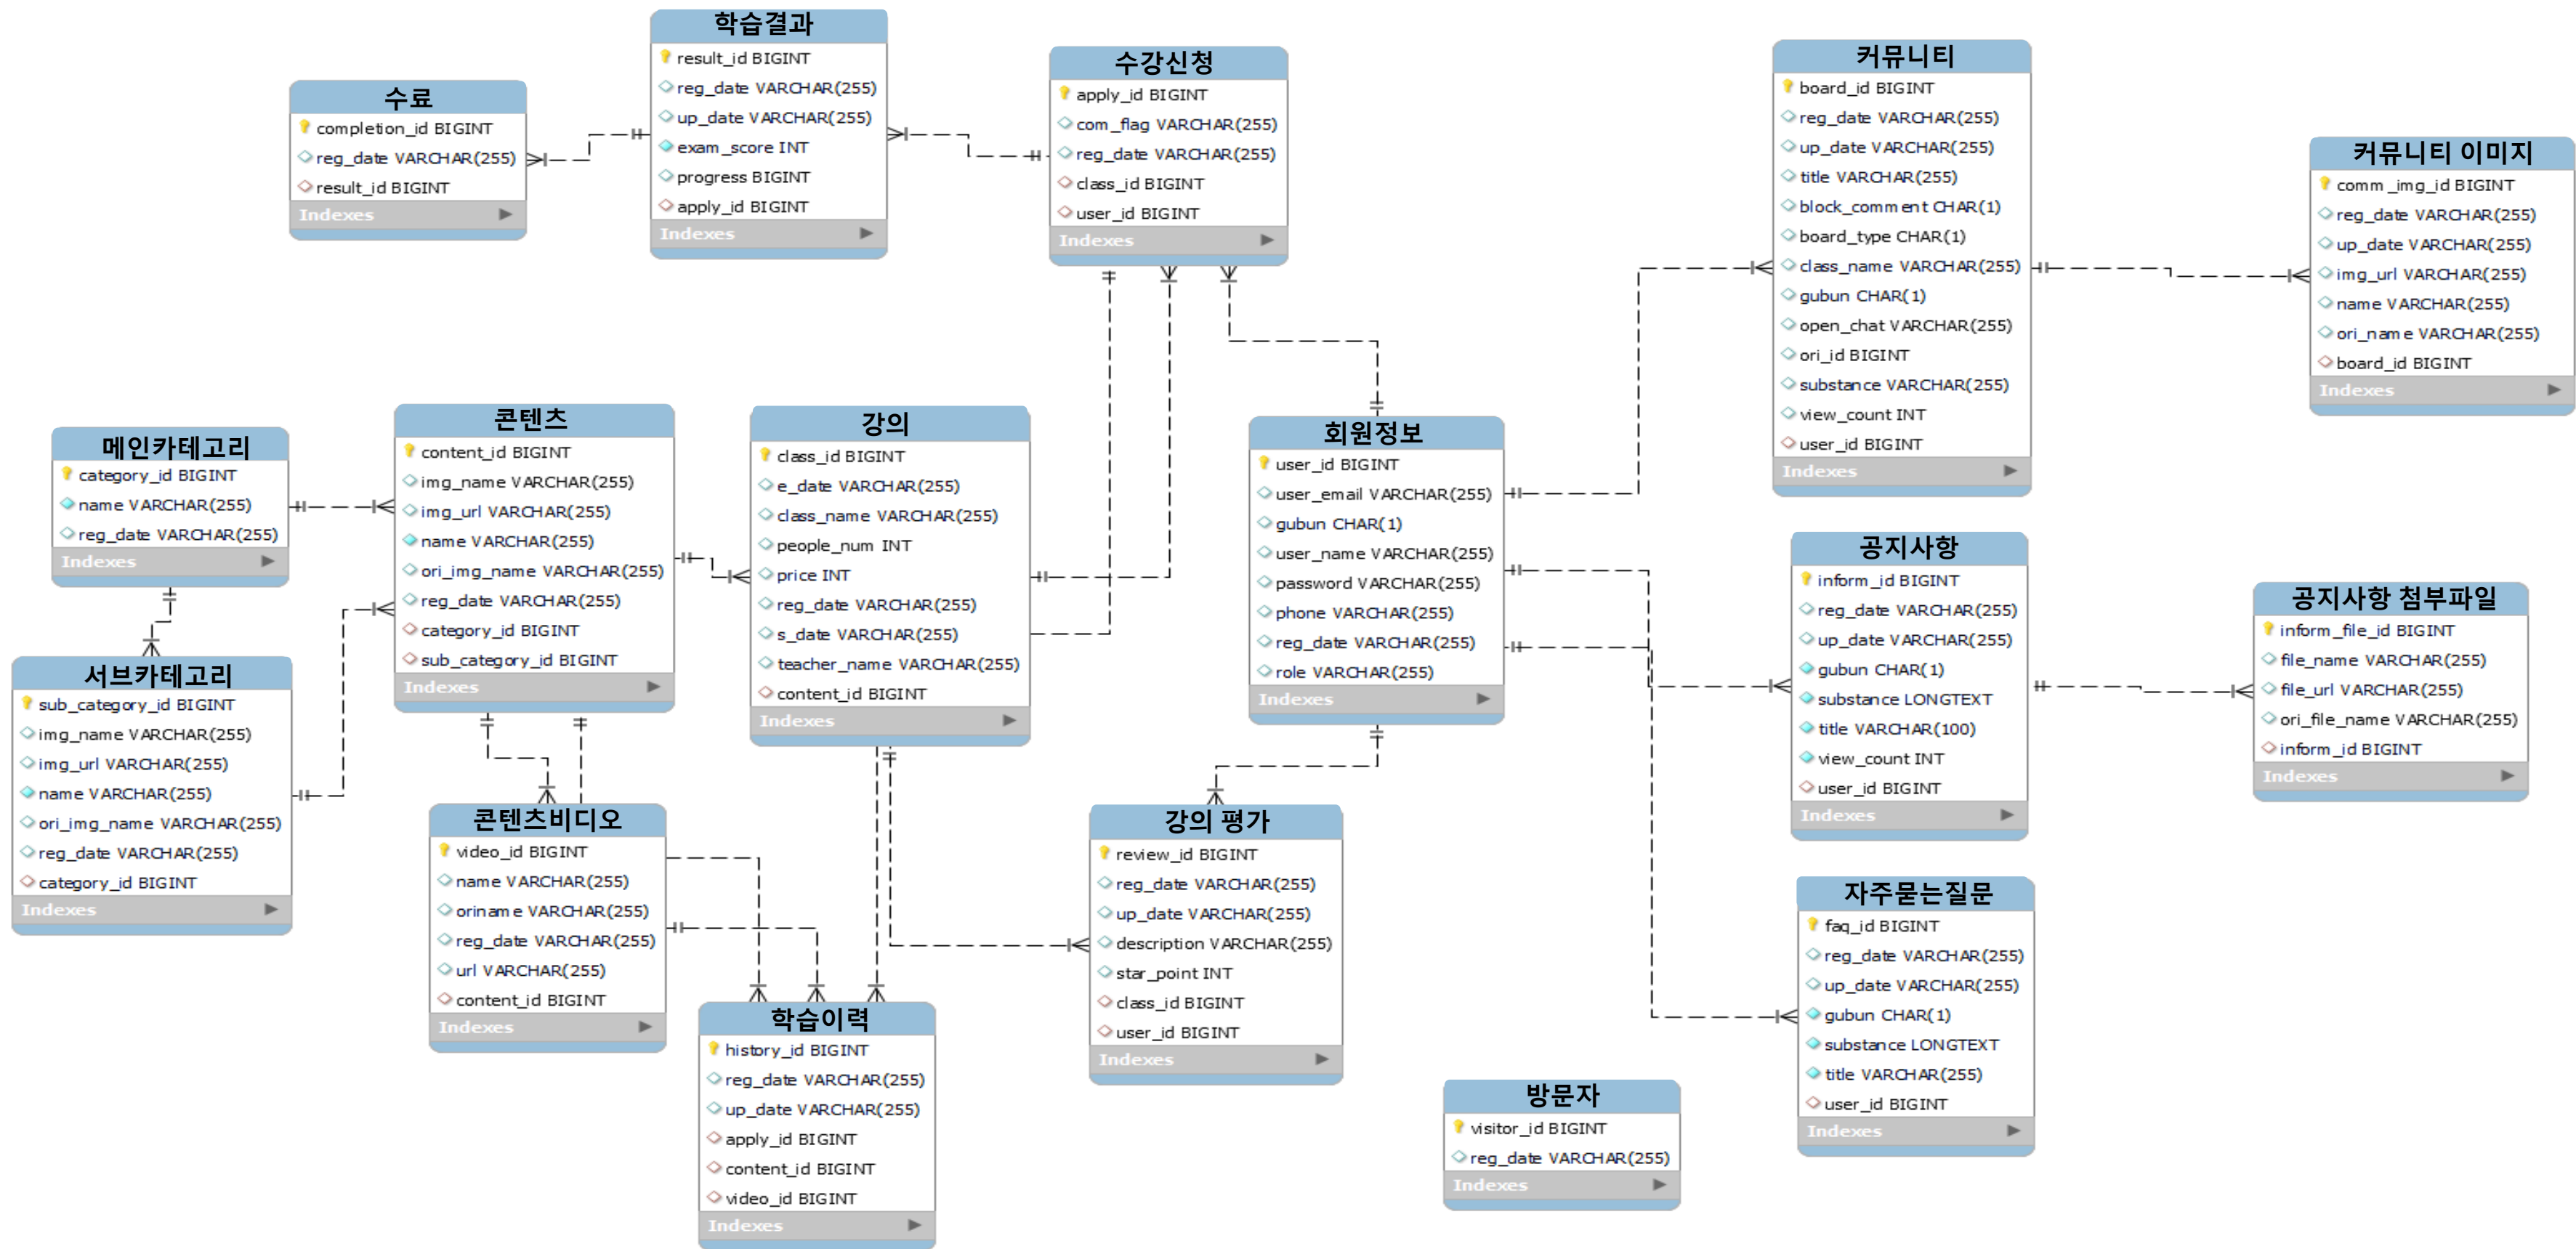 수료
completion_id BIGINT
reg_date VARCHAR(255)
result_id BIGINT
Indexes
학습결과
result_id BIGINT
reg_date VARCHAR(255)
up_date VARCHAR(255)
exam_score INT
progress BIGINT
apply_id BIGINT
Indexes
수강신청
apply_id BIGINT
com_flag VARCHAR(255)
reg_date VARCHAR(255)
class_id BIGINT
user_id BIGINT
Indexes
커뮤니티
board_id BIGINT
reg_date VARCHAR(255)
up_date VARCHAR(255)
title VARCHAR(255)
block_comment CHAR(1)
board_type CHAR(1)
class_name VARCHAR(255)
gubun CHAR(1)
open_chat VARCHAR(255)
ori_id BIGINT
substance VARCHAR(255)
view_count INT
user_id BIGINT
Indexes
커뮤니티 이미지
comm_img_id BIGINT
reg_date VARCHAR(255)
up_date VARCHAR(255)
img_url VARCHAR(255)
name VARCHAR(255)
ori_name VARCHAR(255)
board_id BIGINT
Indexes
메인카테고리
category_id BIGINT
name VARCHAR(255)
reg_date VARCHAR(255)
Indexes
콘텐츠
content_id BIGINT
img_name VARCHAR(255)
img_url VARCHAR(255)
name VARCHAR(255)
ori_img_name VARCHAR(255)
reg_date VARCHAR(255)
category_id BIGINT
sub_category_id BIGINT
Indexes
강의
class_id BIGINT
e_date VARCHAR(255)
class_name VARCHAR(255)
people_num INT
price INT
reg_date VARCHAR(255)
s_date VARCHAR(255)
teacher_name VARCHAR(255)
content_id BIGINT
Indexes
회원정보
user_id BIGINT
user_email VARCHAR(255)
gubun CHAR(1)
user_name VARCHAR(255)
password VARCHAR(255)
phone VARCHAR(255)
reg_date VARCHAR(255)
role VARCHAR(255)
Indexes
공지사항
inform_id BIGINT
reg_date VARCHAR(255)
up_date VARCHAR(255)
gubun CHAR(1)
substance LONGTEXT
title VARCHAR(100)
view_count INT
user_id BIGINT
Indexes
공지사항 첨부파일
inform_file_id BIGINT
file_name VARCHAR(255)
file_url VARCHAR(255)
ori_file_name VARCHAR(255)
inform_id BIGINT
Indexes
서브카테고리
sub_category_id BIGINT
img_name VARCHAR(255)
img_url VARCHAR(255)
name VARCHAR(255)
ori_img_name VARCHAR(255)
reg_date VARCHAR(255)
category_id BIGINT
Indexes
콘텐츠비디오
video_id BIGINT
name VARCHAR(255)
oriname VARCHAR(255)
reg_date VARCHAR(255)
url VARCHAR(255)
content_id BIGINT
Indexes
강의 평가
review_id BIGINT
reg_date VARCHAR(255)
up_date VARCHAR(255)
description VARCHAR(255)
star_point INT
class_id BIGINT
user_id BIGINT
Indexes
자주묻는질문
faq_id BIGINT
reg_date VARCHAR(255)
up_date VARCHAR(255)
gubun CHAR(1)
substance LONGTEXT
title VARCHAR(255)
user_id BIGINT
Indexes
학습이력
history_id BIGINT
reg_date VARCHAR(255)
up_date VARCHAR(255)
apply_id BIGINT
content_id BIGINT
video_id BIGINT
Indexes
방문자
visitor_id BIGINT
reg_date VARCHAR(255)
Indexes